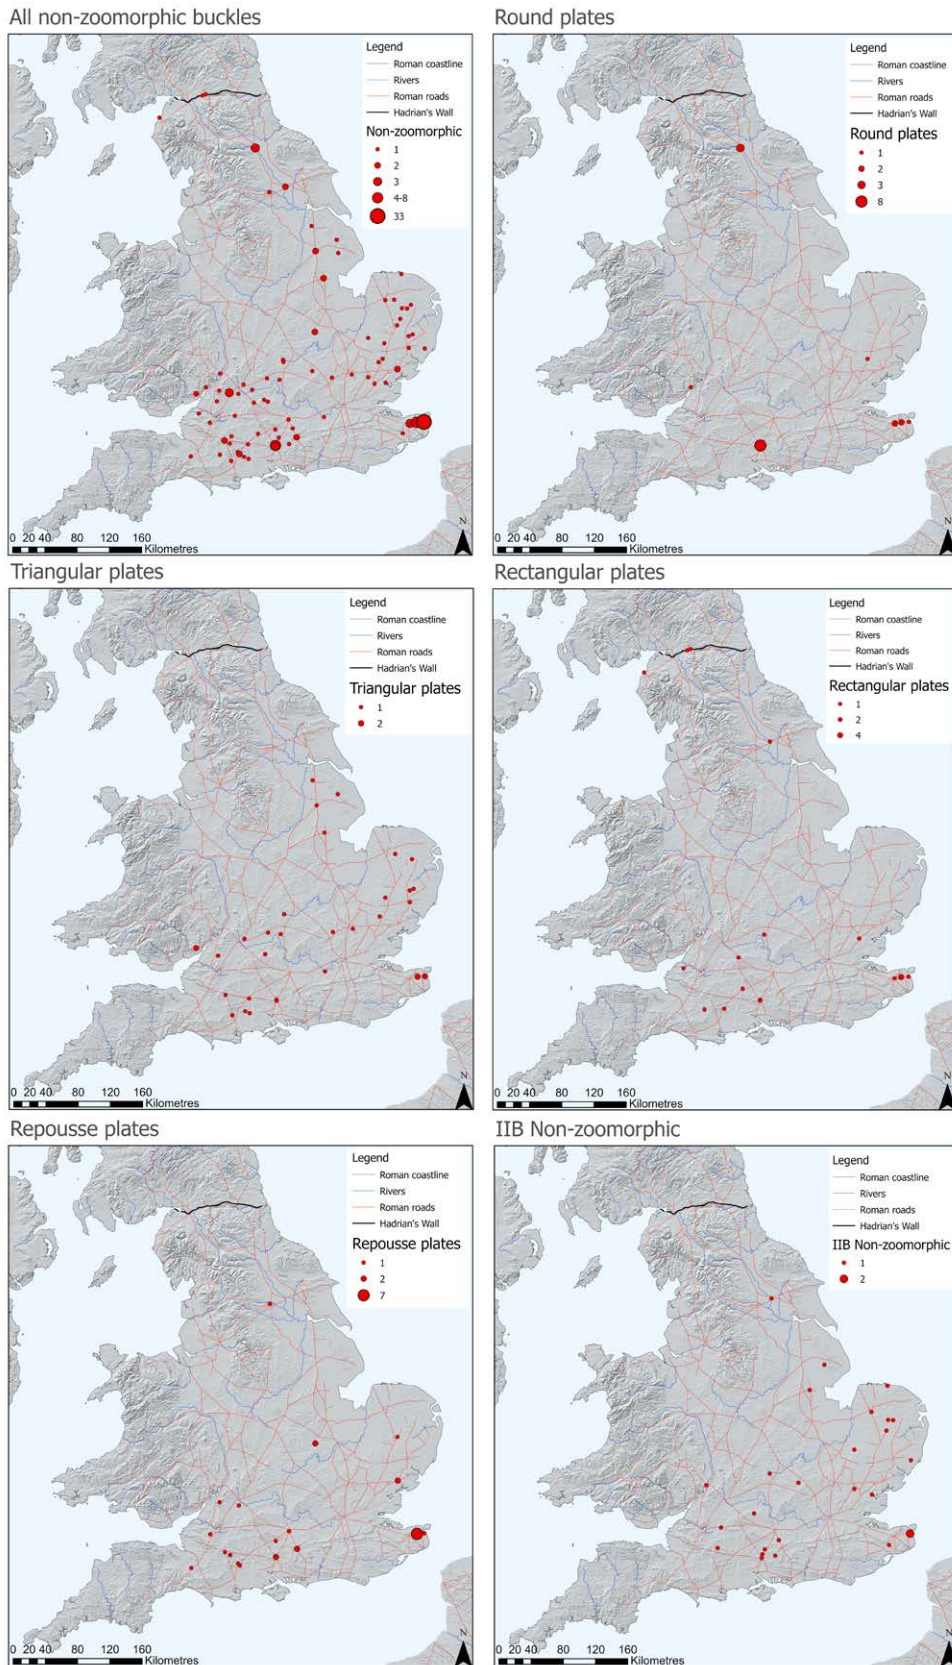 All non-zoomorphic buckles
Legend
Roman coastline
Rivers
Roman roads
Hadrian's Wall
Non-zoomorphic
1
2
3
4-8
33
N
0 20 40 80 120 160
Kilometres
Round plates
Legend
Roman coastline
Rivers
Roman roads
Hadrian's Wall
Round plates
1
2
3
8
N
0 20 40 80 120 160
Kilometres
Triangular plates
Legend
Roman coastline
Rivers
Roman roads
Hadrian's Wall
Triangular plates
1
2
N
0 20 40 80 120 160
Kilometres
Rectangular plates
Legend
Roman coastline
Rivers
Roman roads
Hadrian's Wall
Rectangular plates
1
2
4
N
0 20 40 80 120 160
Kilometres
Repousse plates
Legend
Roman coastline
Rivers
Roman roads
Hadrian's Wall
Repousse plates
1
2
7
N
0 20 40 80 120 160
Kilometres
IIB Non-zoomorphic
Legend
Roman coastline
Rivers
Roman roads
Hadrian's Wall
IIB Non-zoomorphic
1
2
N
0 20 40 80 120 160
Kilometres